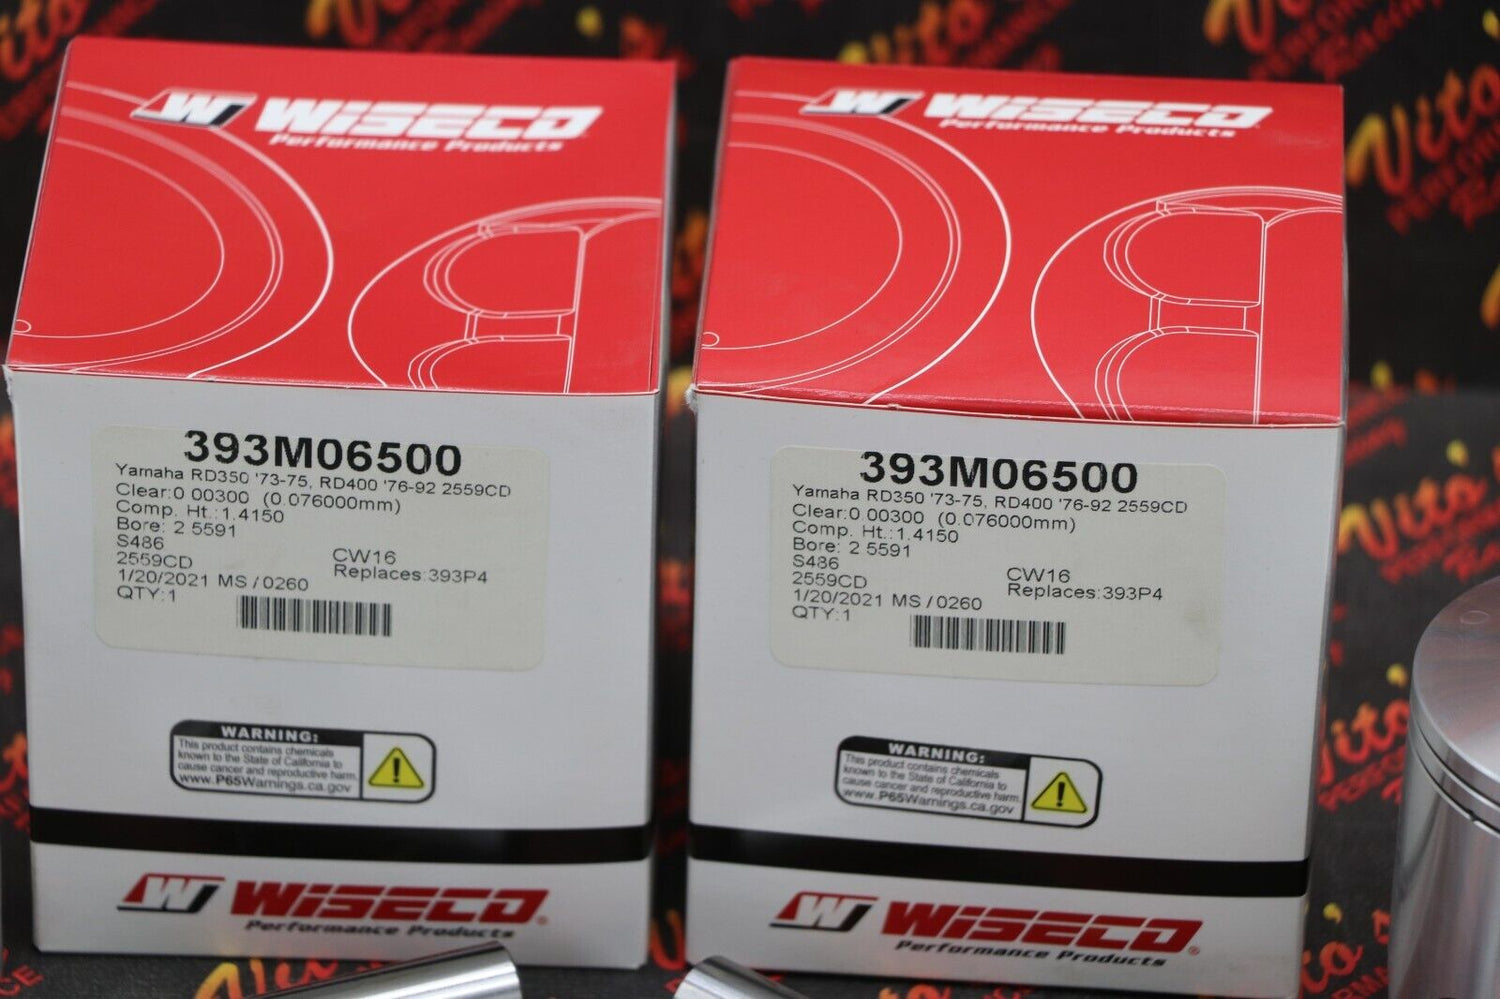 WISECO
Performance Products
393M06500
Yamaha RD350 '73-75, RD400 '76-92 2559CD
Clear:0.00300 (0.076000mm)
Comp. Ht.:1.4150
Bore: 2.5591
S486
2559CD CW16
1/20/2021 MS / 0260 Replaces:393P4
QTY:1
WARNING:
This product contains chemicals
known to the State of California to
cause cancer and reproductive harm.
www.P65Warnings.ca.gov
WISECO®
Performance Products
WISECO
Performance Products
393M06500
Yamaha RD350 '73-75, RD400 '76-92 2559CD
Clear:0.00300 (0.076000mm)
Comp. Ht.:1.4150
Bore: 2.5591
S486
2559CD CW16
1/20/2021 MS / 0260 Replaces:393P4
QTY:1
WARNING:
This product contains chemicals
known to the State of California to
cause cancer and reproductive harm.
www.P65Warnings.ca.gov
WISECO®
Performance Products
Vito's
PERFORMANCE
Racing